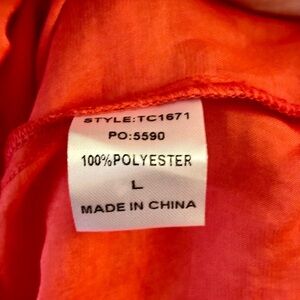 STYLE:TC1671
PO:5590
100%POLYESTER
L
MADE IN CHINA